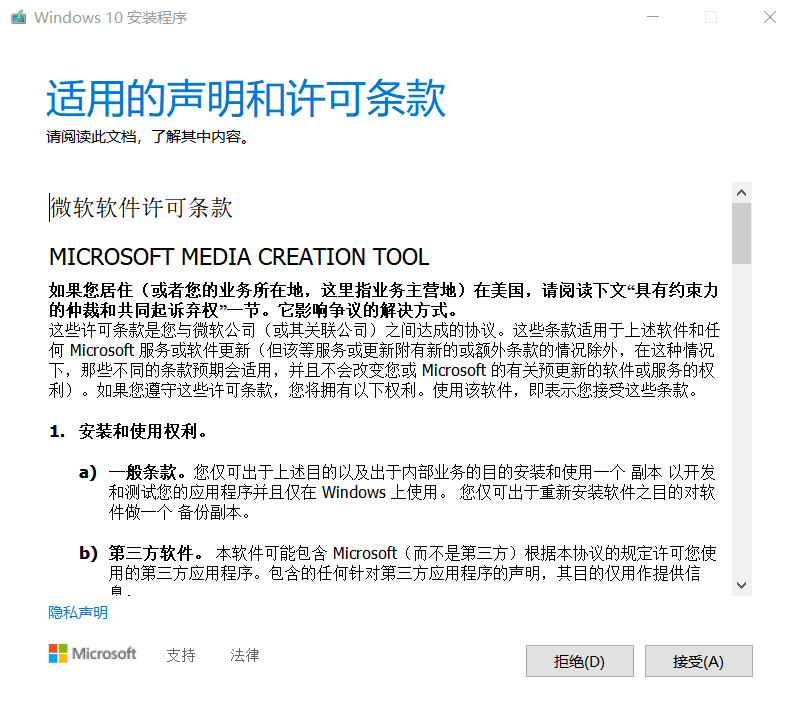 Windows 10 安装程序
适用的声明和许可条款
请阅读此文档，了解其中内容。
微软软件许可条款
MICROSOFT MEDIA CREATION TOOL
如果您居住（或者您的业务所在地，这里指业务主营地）在美国，请阅读下文“具有约束力
的仲裁和共同起诉弃权”一节。它影响争议的解决方式。
这些许可条款是您与微软公司（或其关联公司）之间达成的协议。这些条款适用于上述软件和任
何 Microsoft 服务或软件更新（但该等服务或更新附有新的或额外条款的情况除外，在这种情况
下，那些不同的条款预期会适用，并且不会改变您或 Microsoft 的有关预更新的软件或服务的权
利）。如果您遵守这些许可条款，您将拥有以下权利。使用该软件，即表示您接受这些条款。
1. 安装和使用权利。
a) 一般条款。您仅可出于上述目的以及出于内部业务的目的安装和使用一个 副本 以开发
和测试您的应用程序并且仅在 Windows 上使用。 您仅可出于重新安装软件之目的对软
件做一个 备份副本。
b) 第三方软件。 本软件可能包含 Microsoft（而不是第三方）根据本协议的规定许可您使
用的第三方应用程序。包含的任何针对第三方应用程序的声明，其目的仅用作提供信
息。
隐私声明
Microsoft 支持 法律 拒绝(D) 接受(A)